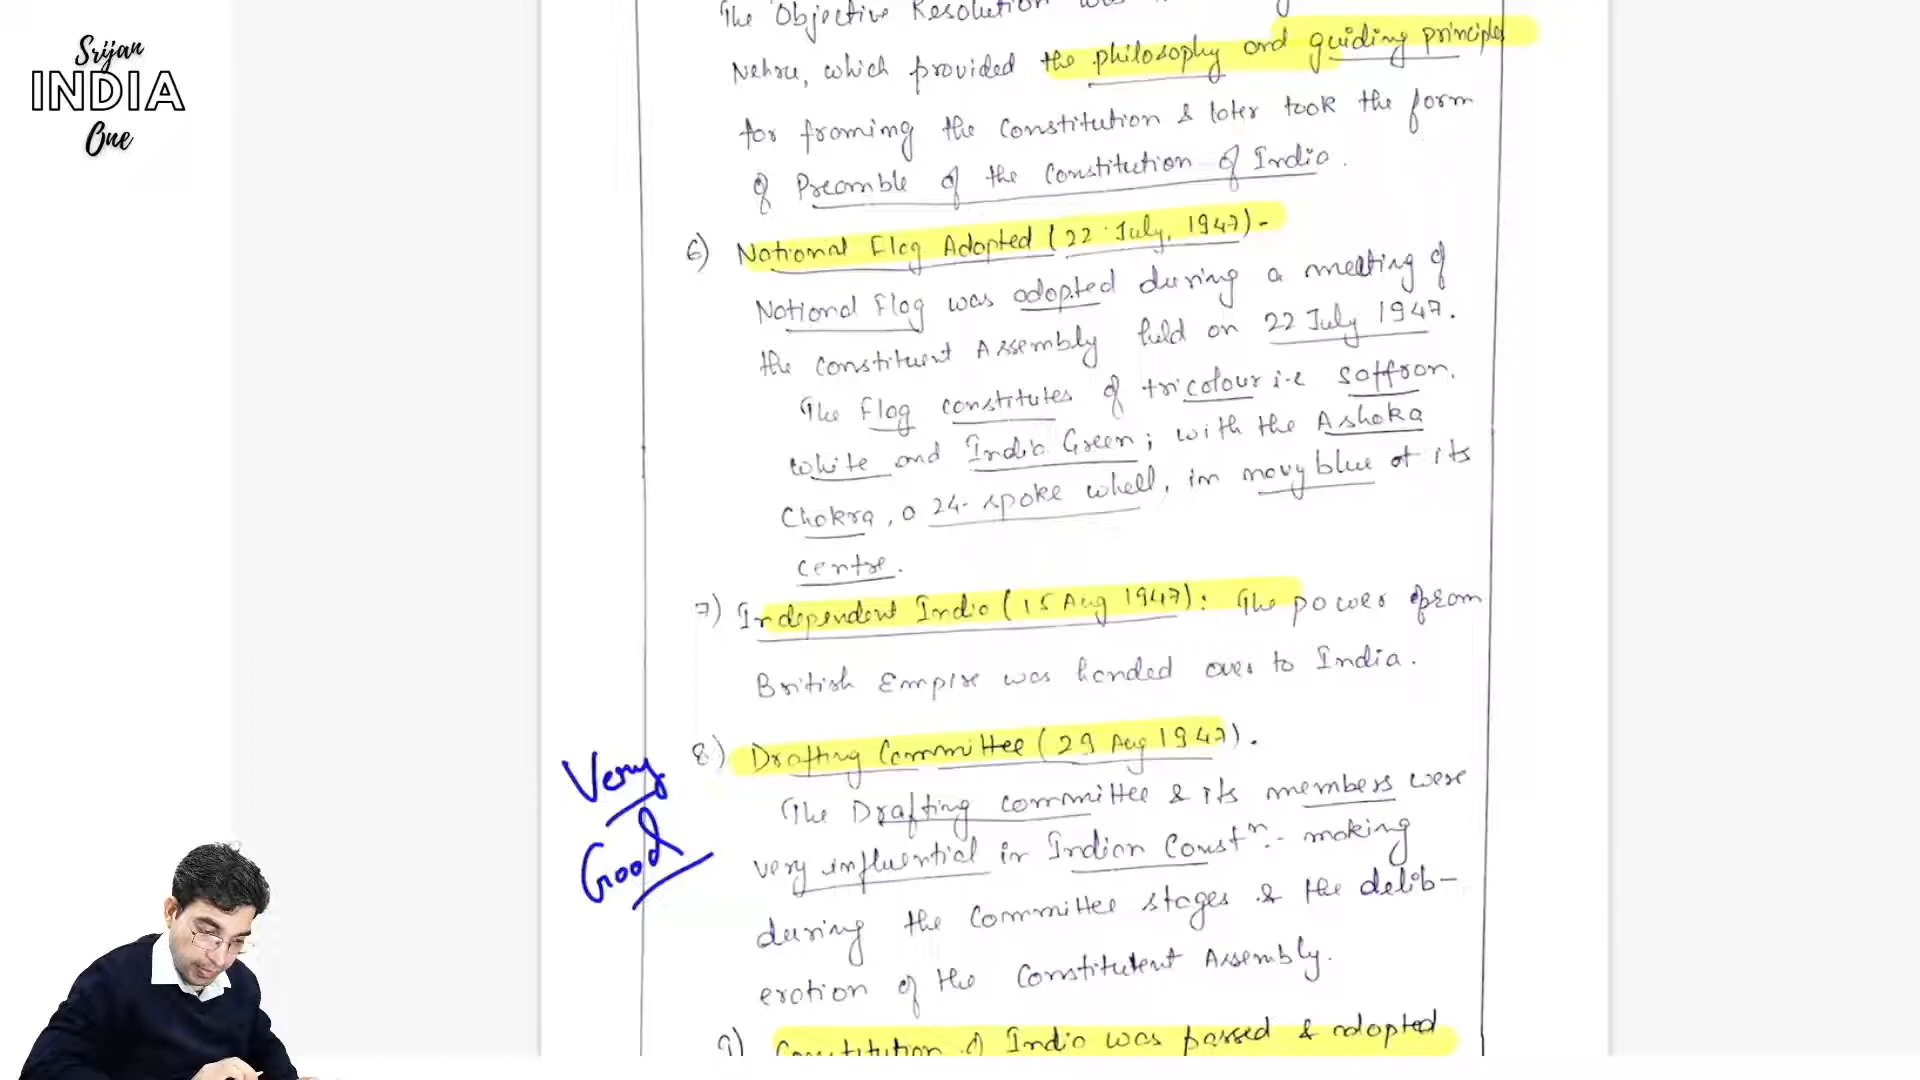 Srijan
INDIA
One
The Objective Resolution was
Nehru, which provided the philosophy and guiding principle
for framing the constitution & later took the form
of Preamble of the Constitution of India.
6) National Flag Adopted (22 July, 1947)-
National Flag was adopted during a meeting of
the constituent Assembly held on 22 July 1947.
The Flag constitutes of tricolour i.e saffron,
white and India Green; with the Ashoka
Chakra, a 24-spoke whell, in navy blue at its
centre.
7) Independent India (15 Aug 1947): The power from
British Empire was handed over to India.
8) Drafting Committee (29 Aug 1947).
The Drafting committee & its members were
very influential in Indian Constn.- making
during the committee stages & the delib-
eration of the Constitutent Assembly.
Very
Good
9) Constitution of India was passed & adopted